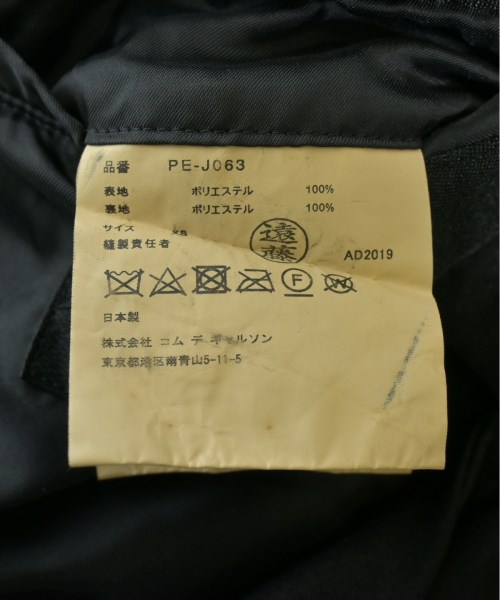 品番 PE-J063
表地 ポリエステル 100%
裏地 ポリエステル 100%
サイズ XS
縫製責任者 遠藤 AD2019
F W
日本製
株式会社 コム デ ギャルソン
東京都港区南青山5-11-5